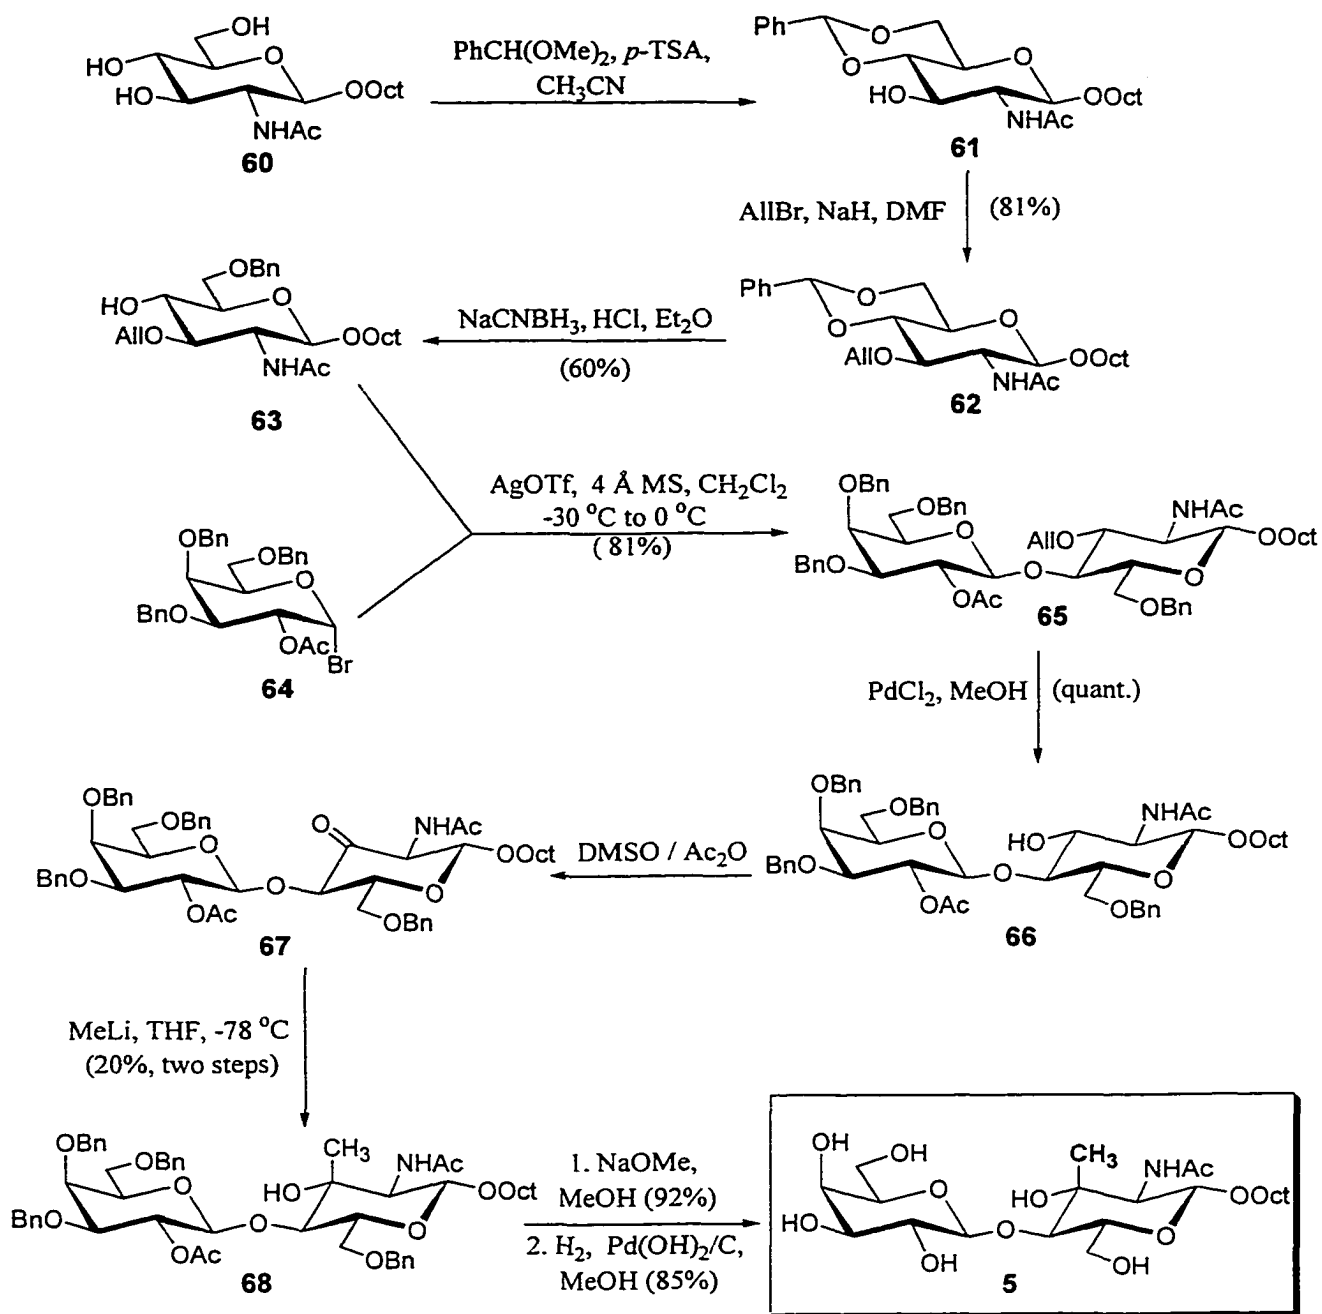 OH
HO
HO
O
OOct
NHAc
60
PhCH(OMe)2, p-TSA,
CH3CN
Ph
O
O
O
HO
OOct
NHAc
61
AllBr, NaH, DMF (81%)
OBn
HO
O
AllO
OOct
NHAc
63
NaCNBH3, HCl, Et2O
(60%)
Ph
O
O
O
AllO
OOct
NHAc
62
AgOTf, 4 Å MS, CH2Cl2
-30 °C to 0 °C
( 81%)
OBn
OBn
O
BnO
OAc
Br
64
OBn
OBn
O
BnO
OAc
O
AllO
NHAc
OOct
O
OBn
65
PdCl2, MeOH (quant.)
OBn
OBn
O
BnO
OAc
O
O
NHAc
OOct
O
OBn
67
DMSO / Ac2O
OBn
OBn
O
BnO
OAc
O
HO
NHAc
OOct
O
OBn
66
MeLi, THF, -78 °C
(20%, two steps)
OBn
OBn
O
BnO
OAc
O
CH3
HO
NHAc
OOct
O
OBn
68
1. NaOMe,
MeOH (92%)
2. H2, Pd(OH)2/C,
MeOH (85%)
OH
OH
O
HO
OH
O
CH3
HO
NHAc
OOct
O
OH
5